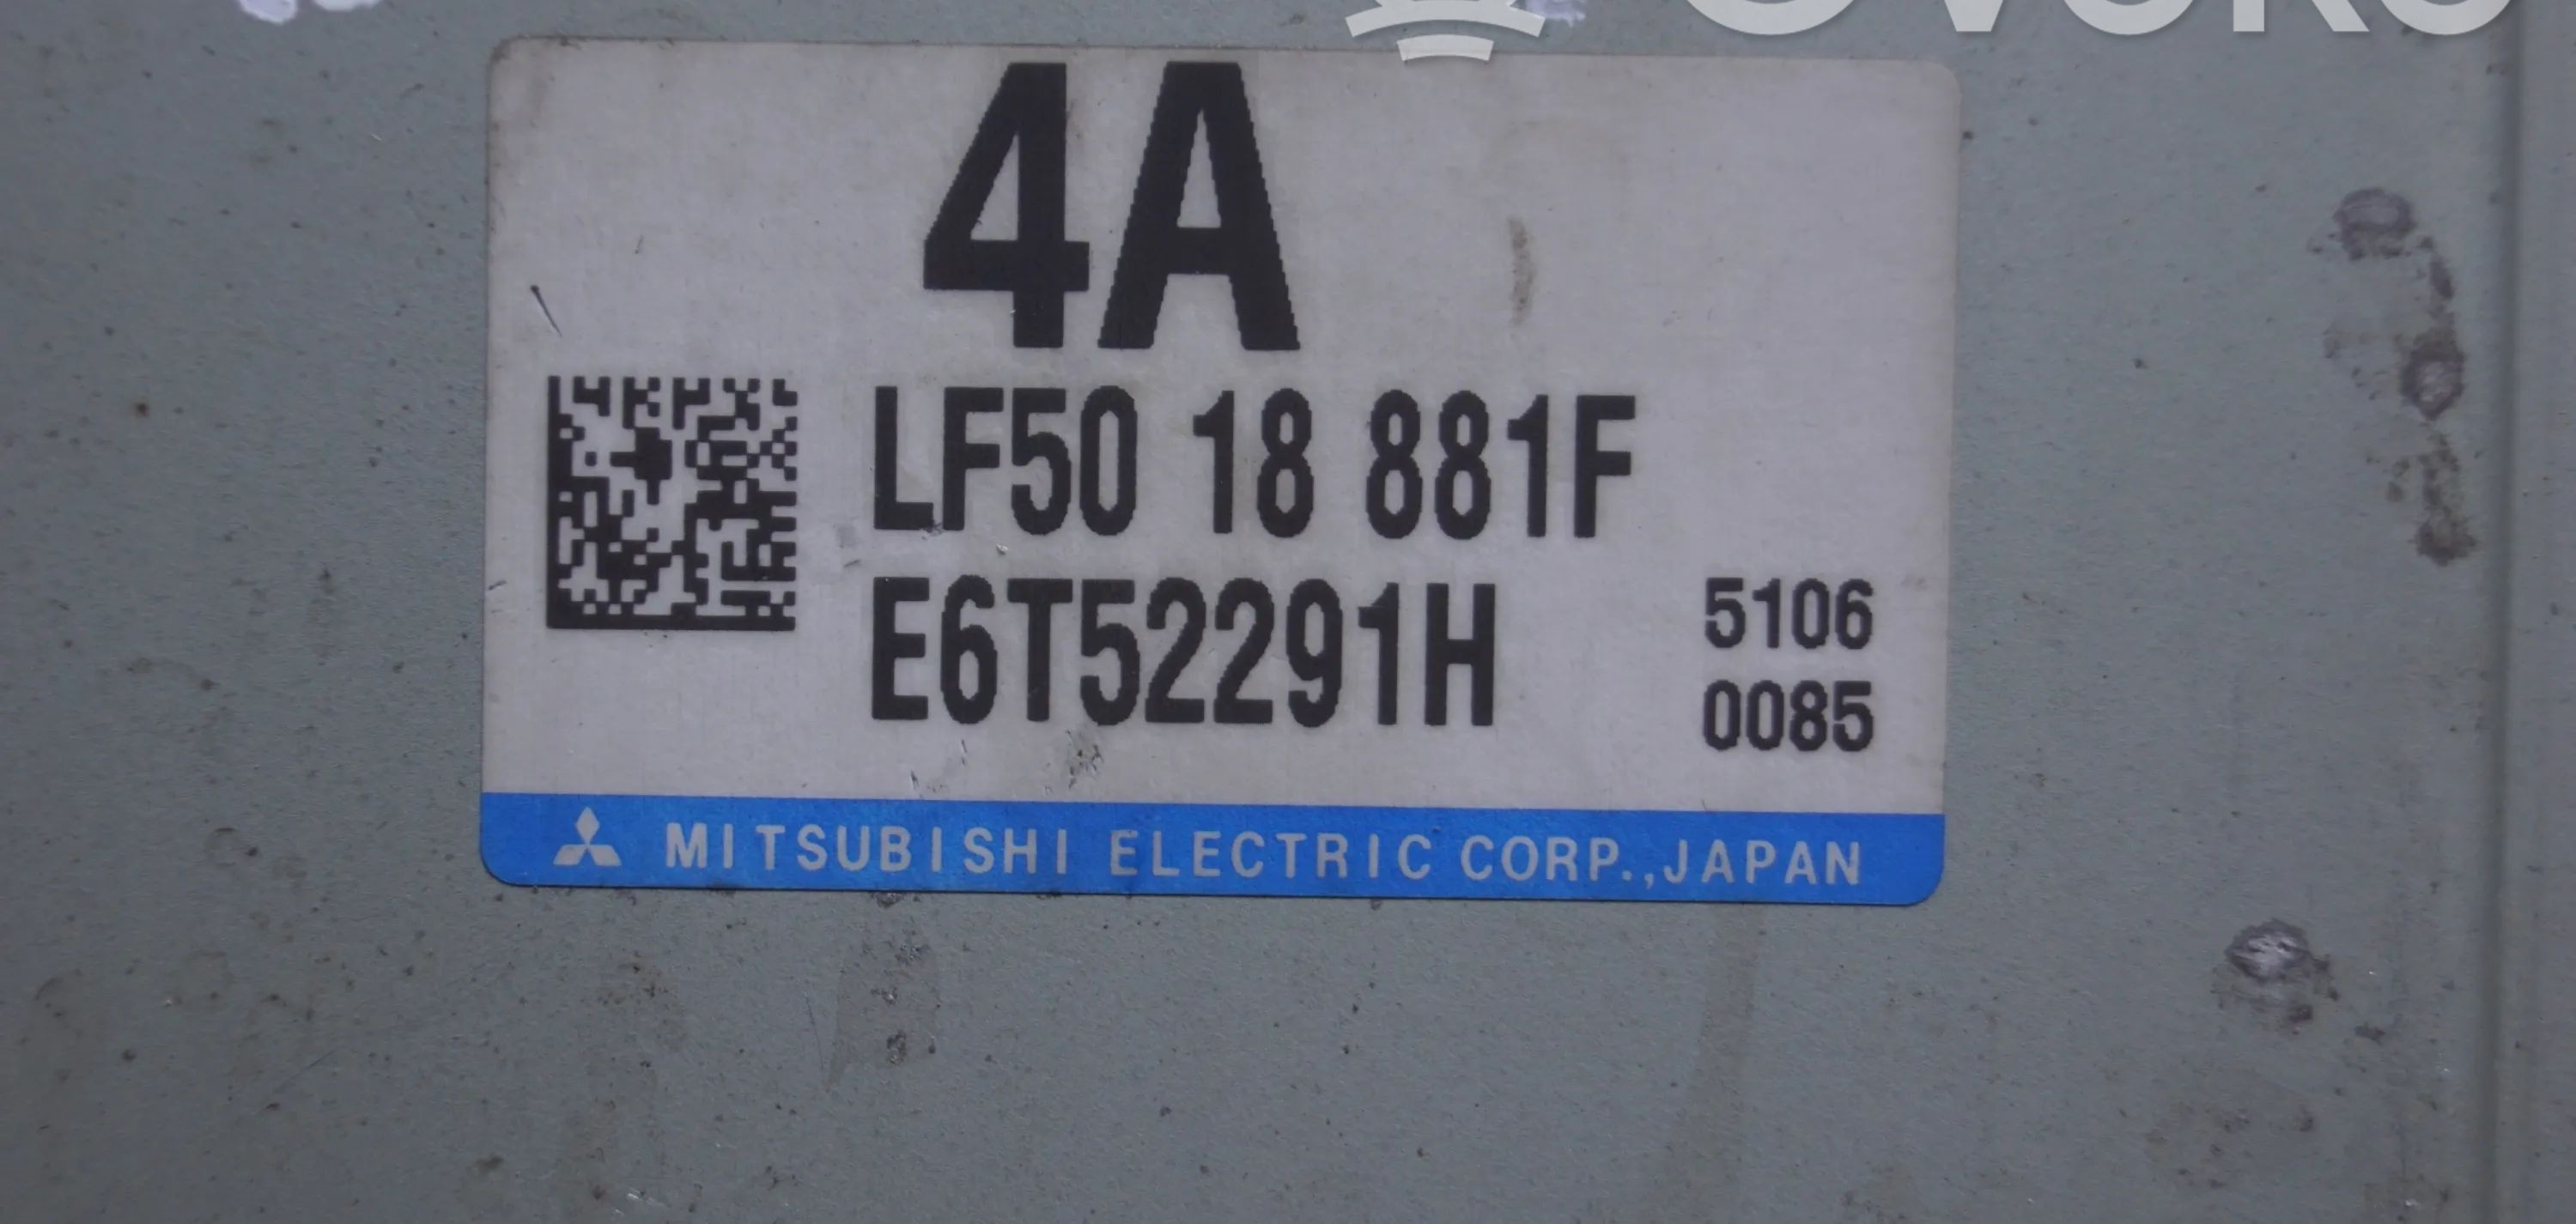 4A
LF50 18 881F
E6T52291H
5106
0085
MITSUBISHI ELECTRIC CORP.,JAPAN